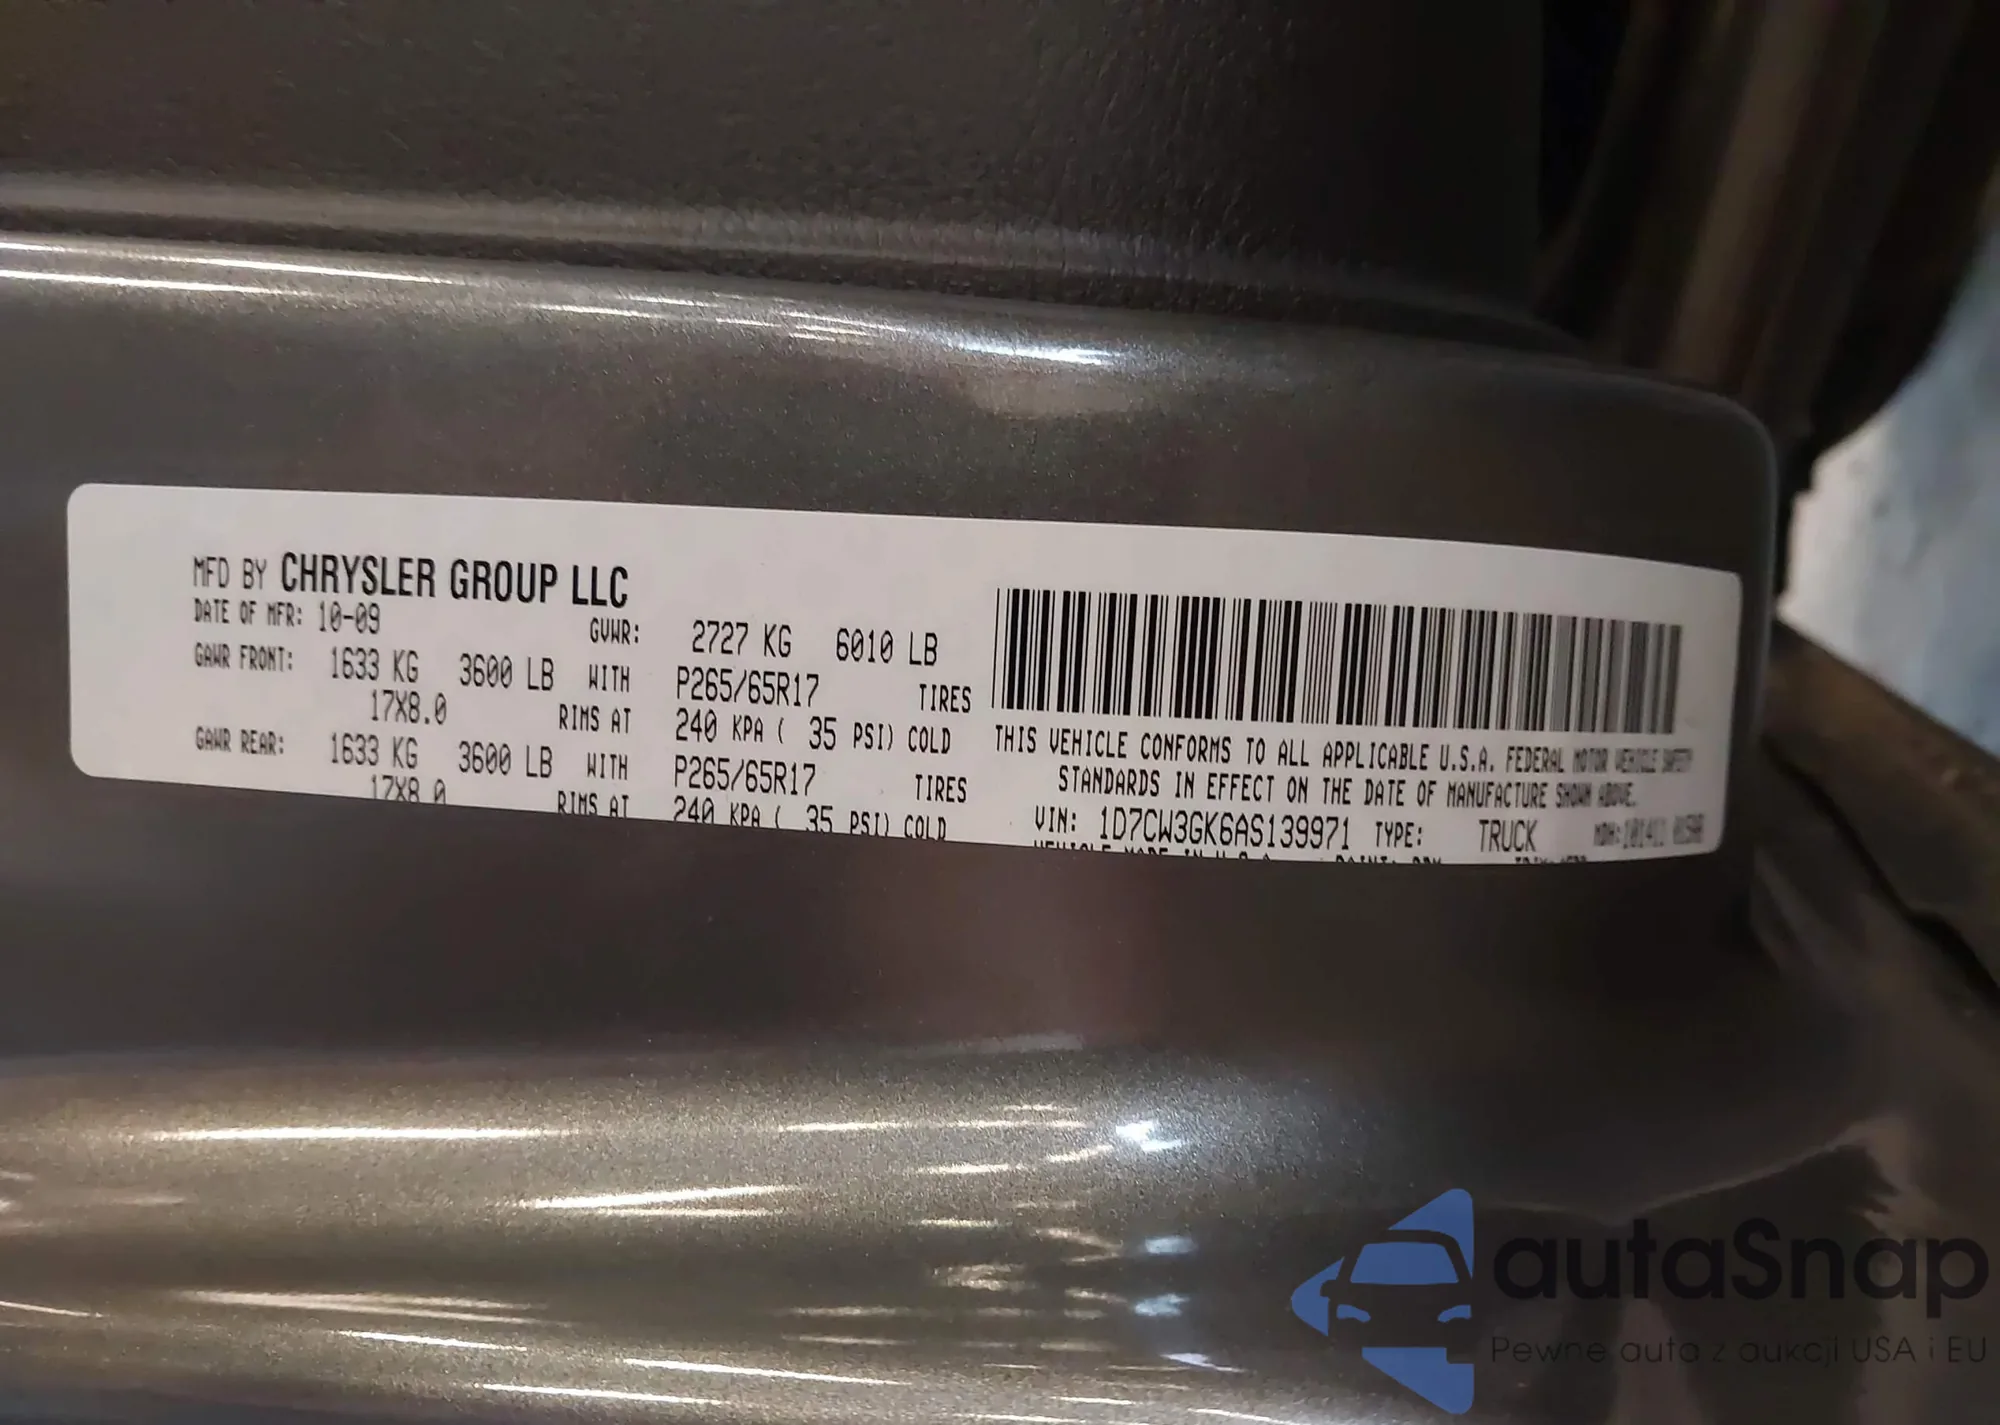 MFD BY CHRYSLER GROUP LLC
DATE OF MFR: 10-09 GVWR: 2727 KG 6010 LB
GAWR FRONT: 1633 KG 3600 LB WITH P265/65R17 TIRES
17X8.0 RIMS AT 240 KPA ( 35 PSI) COLD
GAWR REAR: 1633 KG 3600 LB WITH P265/65R17 TIRES
17X8.0 RIMS AT 240 KPA ( 35 PSI) COLD
THIS VEHICLE CONFORMS TO ALL APPLICABLE U.S.A. FEDERAL MOTOR VEHICLE SAFETY
STANDARDS IN EFFECT ON THE DATE OF MANUFACTURE SHOWN ABOVE.
VIN: 1D7CW3GK6AS139971 TYPE: TRUCK
VEHICLE MADE IN U.S.A.
autaSnap
Pewne auta z aukcji USA i EU